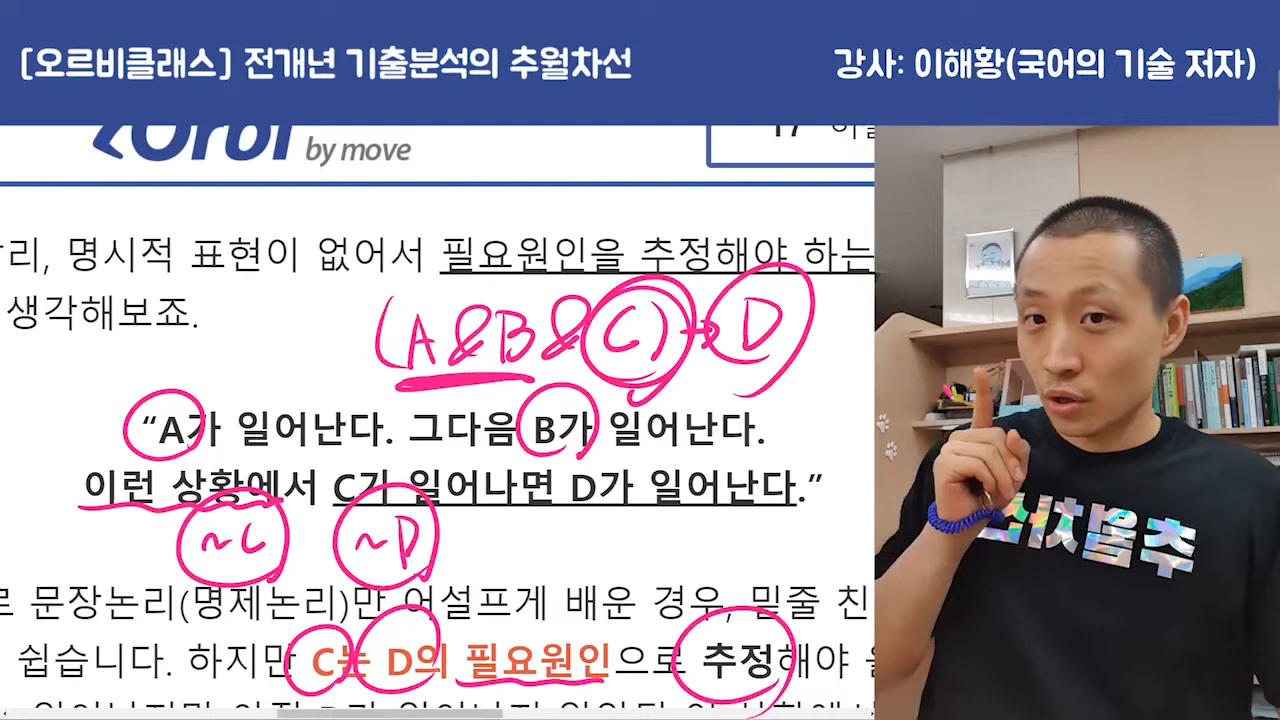 [오르비클래스] 전개년 기출분석의 추월차선
강사: 이해황(국어의 기술 저자)
Orbi by move
17
리, 명시적 표현이 없어서 필요원인을 추정해야 하는
생각해보죠.
(A & B & C) → D
“A가 일어난다. 그다음 B가 일어난다.
이런 상황에서 C가 일어나면 D가 일어난다.”
~C ~D
문장논리(명제논리)만 어설프게 배운 경우, 밑줄 친
쉽습니다. 하지만 C는 D의 필요원인으로 추정해야
추월차선